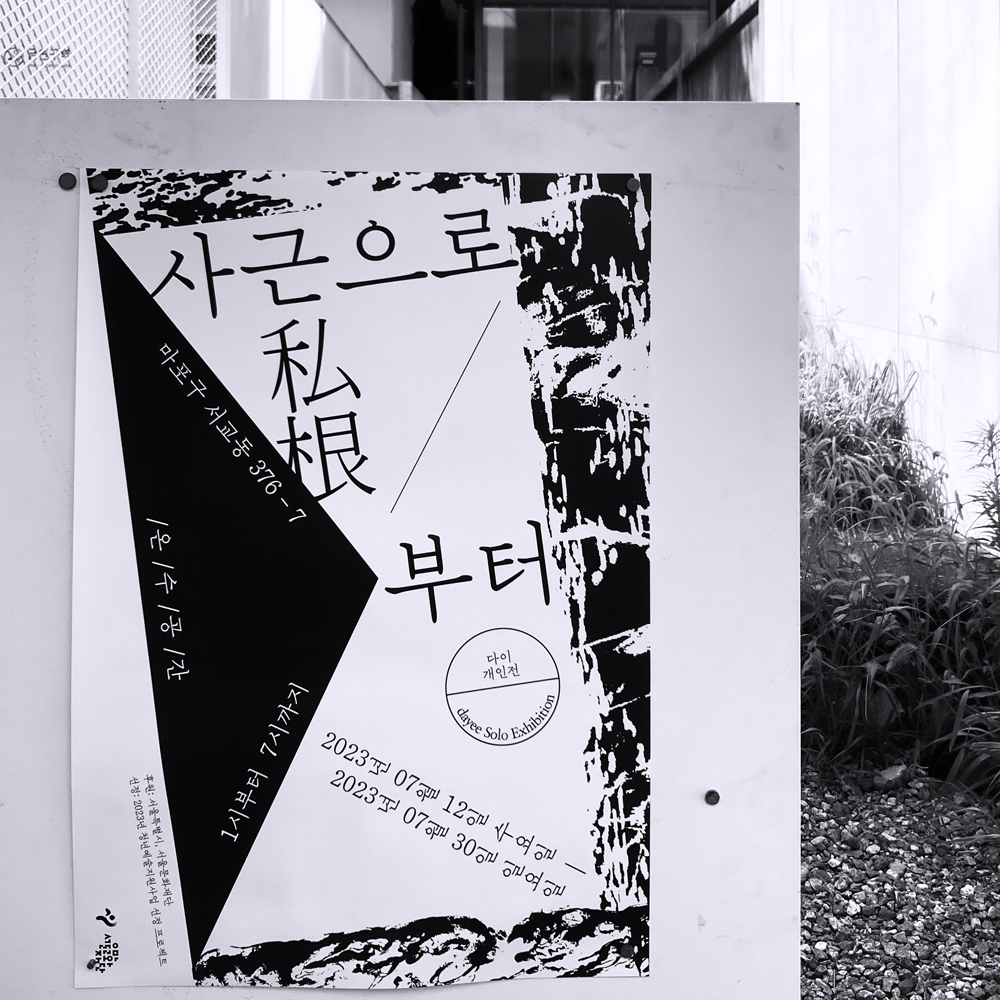 사근으로
私
根
부터
마포구 서교동 376-7
/온/수/공/간
1시부터 7시까지
다이
개인전
dayee Solo Exhibition
2023년 07월 12일 수요일 —
2023년 07월 30일 일요일
후원: 서울특별시, 서울문화재단
선정: 2023년 청년예술지원사업 선정 프로젝트